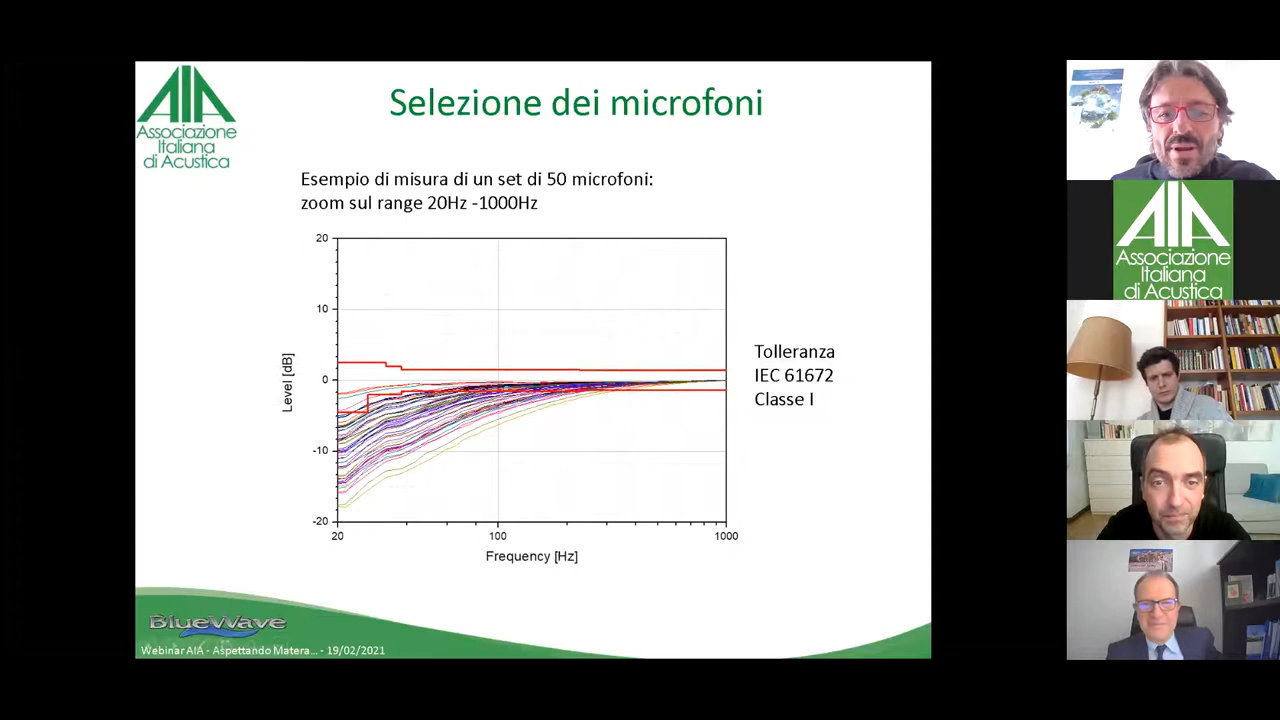 AIA
Associazione
Italiana
di Acustica
Selezione dei microfoni
Esempio di misura di un set di 50 microfoni:
zoom sul range 20Hz -1000Hz
20
10
0
-10
-20
Level [dB]
20
100
1000
Frequency [Hz]
Tolleranza
IEC 61672
Classe I
BlueWave
Webinar AIA - Aspettando Matera... - 19/02/2021
AIA
Associazione
Italiana
di Acustica